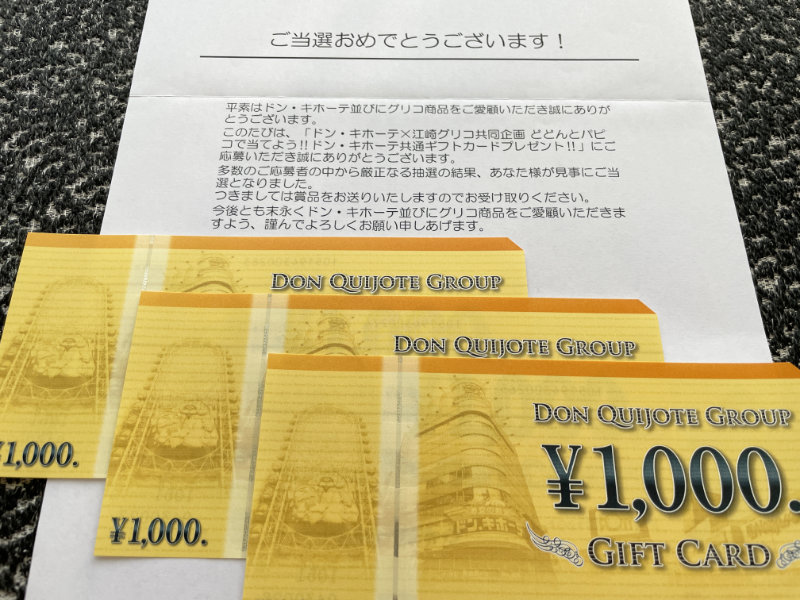 ご当選おめでとうございます！
平素はドン・キホーテ並びにグリコ商品をご愛顧いただき誠にありが
とうございます。
このたびは、「ドン・キホーテ×江崎グリコ共同企画 どどんとパピ
コで当てよう!!ドン・キホーテ共通ギフトカードプレゼント!!」にご
応募いただき誠にありがとうございます。
多数のご応募者の中から厳正なる抽選の結果、あなた様が見事にご当
選となりました。
つきましては賞品をお送りいたしますのでお受け取りください。
今後とも末永くドン・キホーテ並びにグリコ商品をご愛顧いただきま
すよう、謹んでよろしくお願い申しあげます。
DON QUIJOTE GROUP
¥1,000.
DON QUIJOTE GROUP
¥1,000.
DON QUIJOTE GROUP
¥1,000.
GIFT CARD
ドン・キホーテ